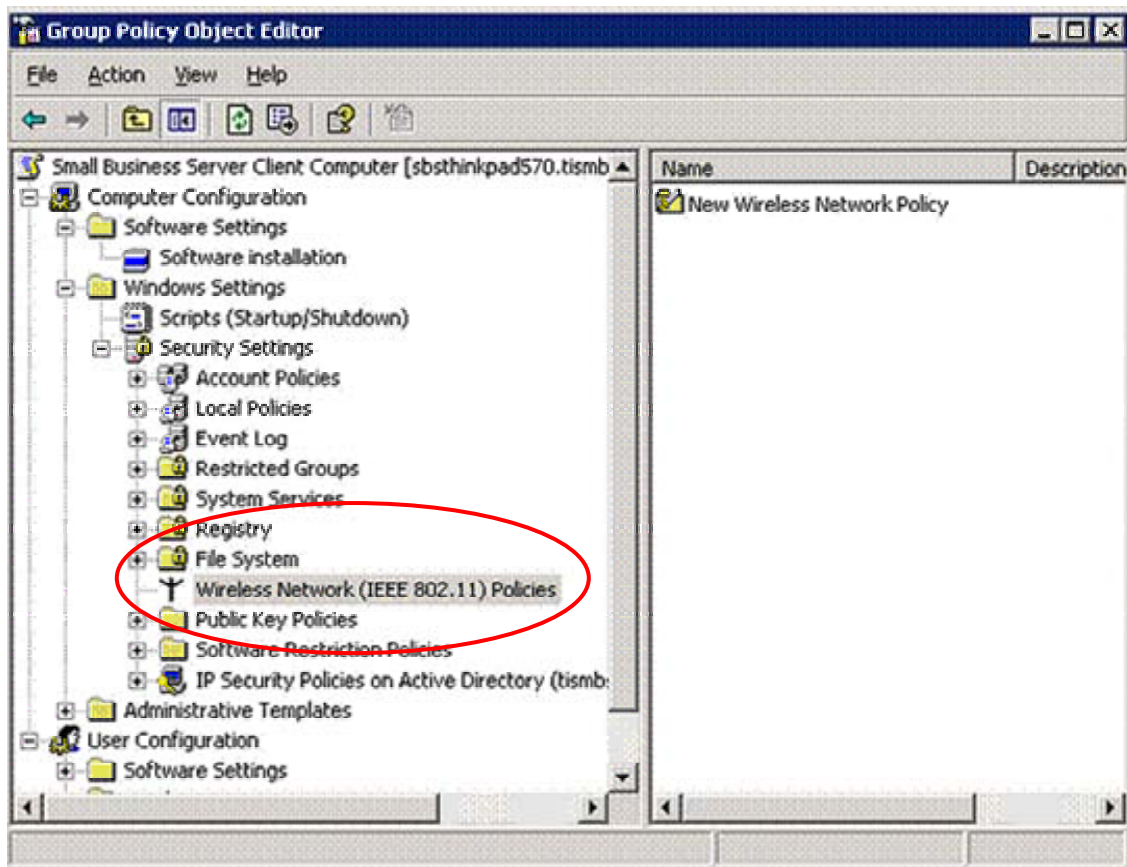 Group Policy Object Editor
File Action View Help
Small Business Server Client Computer [sbsthinkpad570.tismb
Computer Configuration
Software Settings
Software installation
Windows Settings
Scripts (Startup/Shutdown)
Security Settings
Account Policies
Local Policies
Event Log
Restricted Groups
System Services
Registry
File System
Wireless Network (IEEE 802.11) Policies
Public Key Policies
Software Restriction Policies
IP Security Policies on Active Directory (tismb
Administrative Templates
User Configuration
Software Settings
Name Description
New Wireless Network Policy